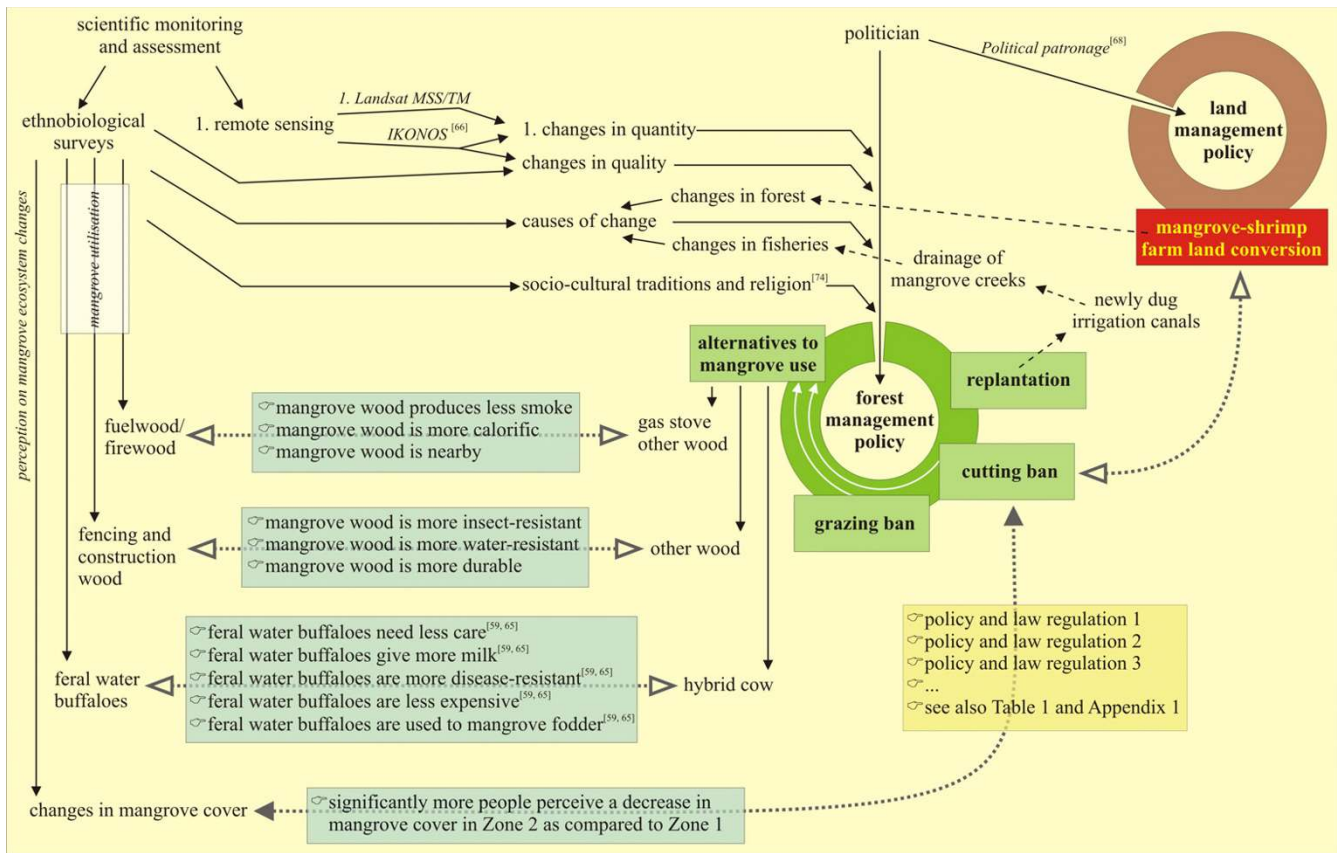 scientific monitoring
and assessment
politician
Political patronage[68]
land
management
policy
ethnobiological
surveys
1. remote sensing
1. Landsat MSS/TM
IKONOS [66]
1. changes in quantity
changes in quality
changes in forest
causes of change
changes in fisheries
socio-cultural traditions and religion[74]
mangrove-shrimp
farm land conversion
drainage of
mangrove creeks
newly dug
irrigation canals
perception on mangrove ecosystem changes
mangrove utilisation
alternatives to
mangrove use
replantation
forest
management
policy
cutting ban
grazing ban
fuelwood/
firewood
☞mangrove wood produces less smoke
☞mangrove wood is more calorific
☞mangrove wood is nearby
gas stove
other wood
fencing and
construction
wood
☞mangrove wood is more insect-resistant
☞mangrove wood is more water-resistant
☞mangrove wood is more durable
other wood
feral water
buffaloes
☞feral water buffaloes need less care[59, 65]
☞feral water buffaloes give more milk[59, 65]
☞feral water buffaloes are more disease-resistant[59, 65]
☞feral water buffaloes are less expensive[59, 65]
☞feral water buffaloes are used to mangrove fodder[59, 65]
hybrid cow
☞policy and law regulation 1
☞policy and law regulation 2
☞policy and law regulation 3
☞...
☞see also Table 1 and Appendix 1
changes in mangrove cover
☞significantly more people perceive a decrease in
mangrove cover in Zone 2 as compared to Zone 1